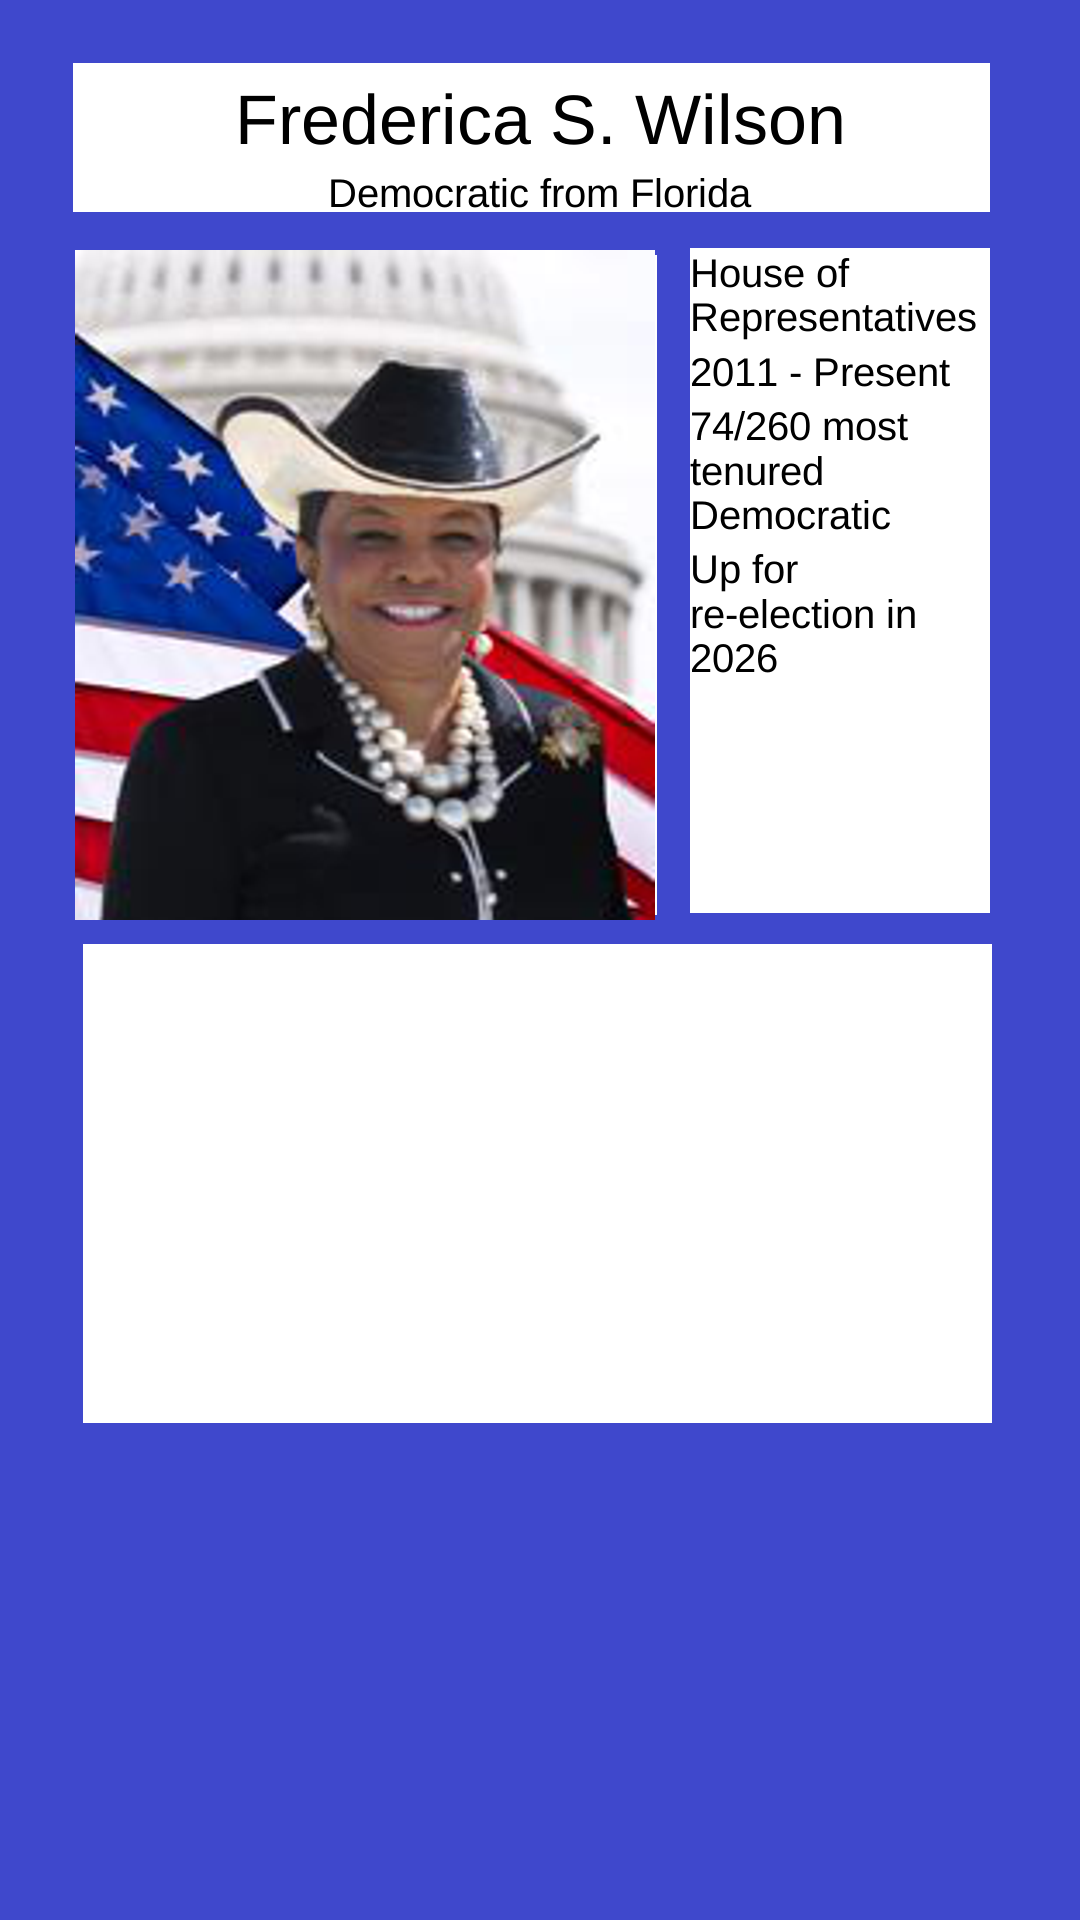 Frederica S. Wilson
Democratic from Florida
House of
Representatives
2011 - Present
74/260 most
tenured
Democratic
Up for
re-election in
2026